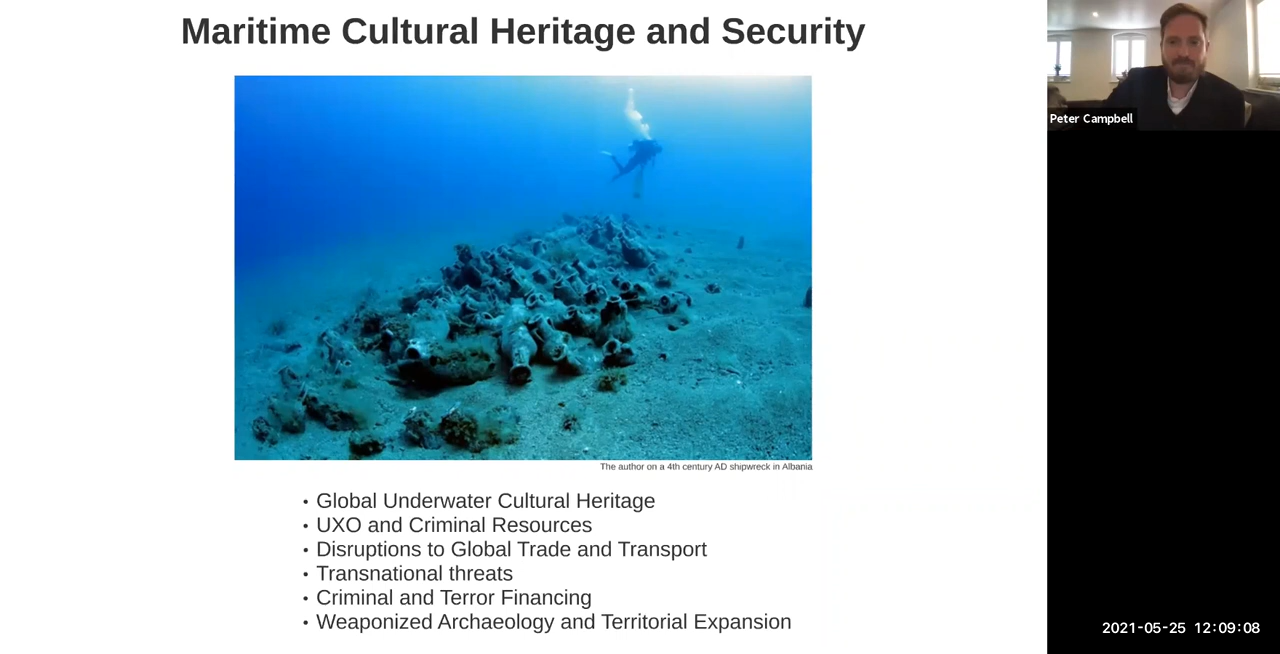 Maritime Cultural Heritage and Security
Peter Campbell
The author on a 4th century AD shipwreck in Albania
• Global Underwater Cultural Heritage
• UXO and Criminal Resources
• Disruptions to Global Trade and Transport
• Transnational threats
• Criminal and Terror Financing
• Weaponized Archaeology and Territorial Expansion
2021-05-25 12:09:08